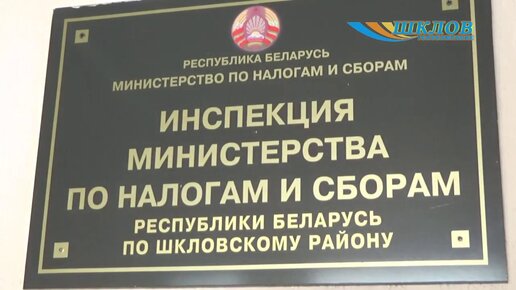 ШКЛОВ
РЕСПУБЛИКА БЕЛАРУСЬ
МИНИСТЕРСТВО ПО НАЛОГАМ И СБОРАМ
ИНСПЕКЦИЯ
МИНИСТЕРСТВА
ПО НАЛОГАМ И СБОРАМ
РЕСПУБЛИКИ БЕЛАРУСЬ
ПО ШКЛОВСКОМУ РАЙОНУ